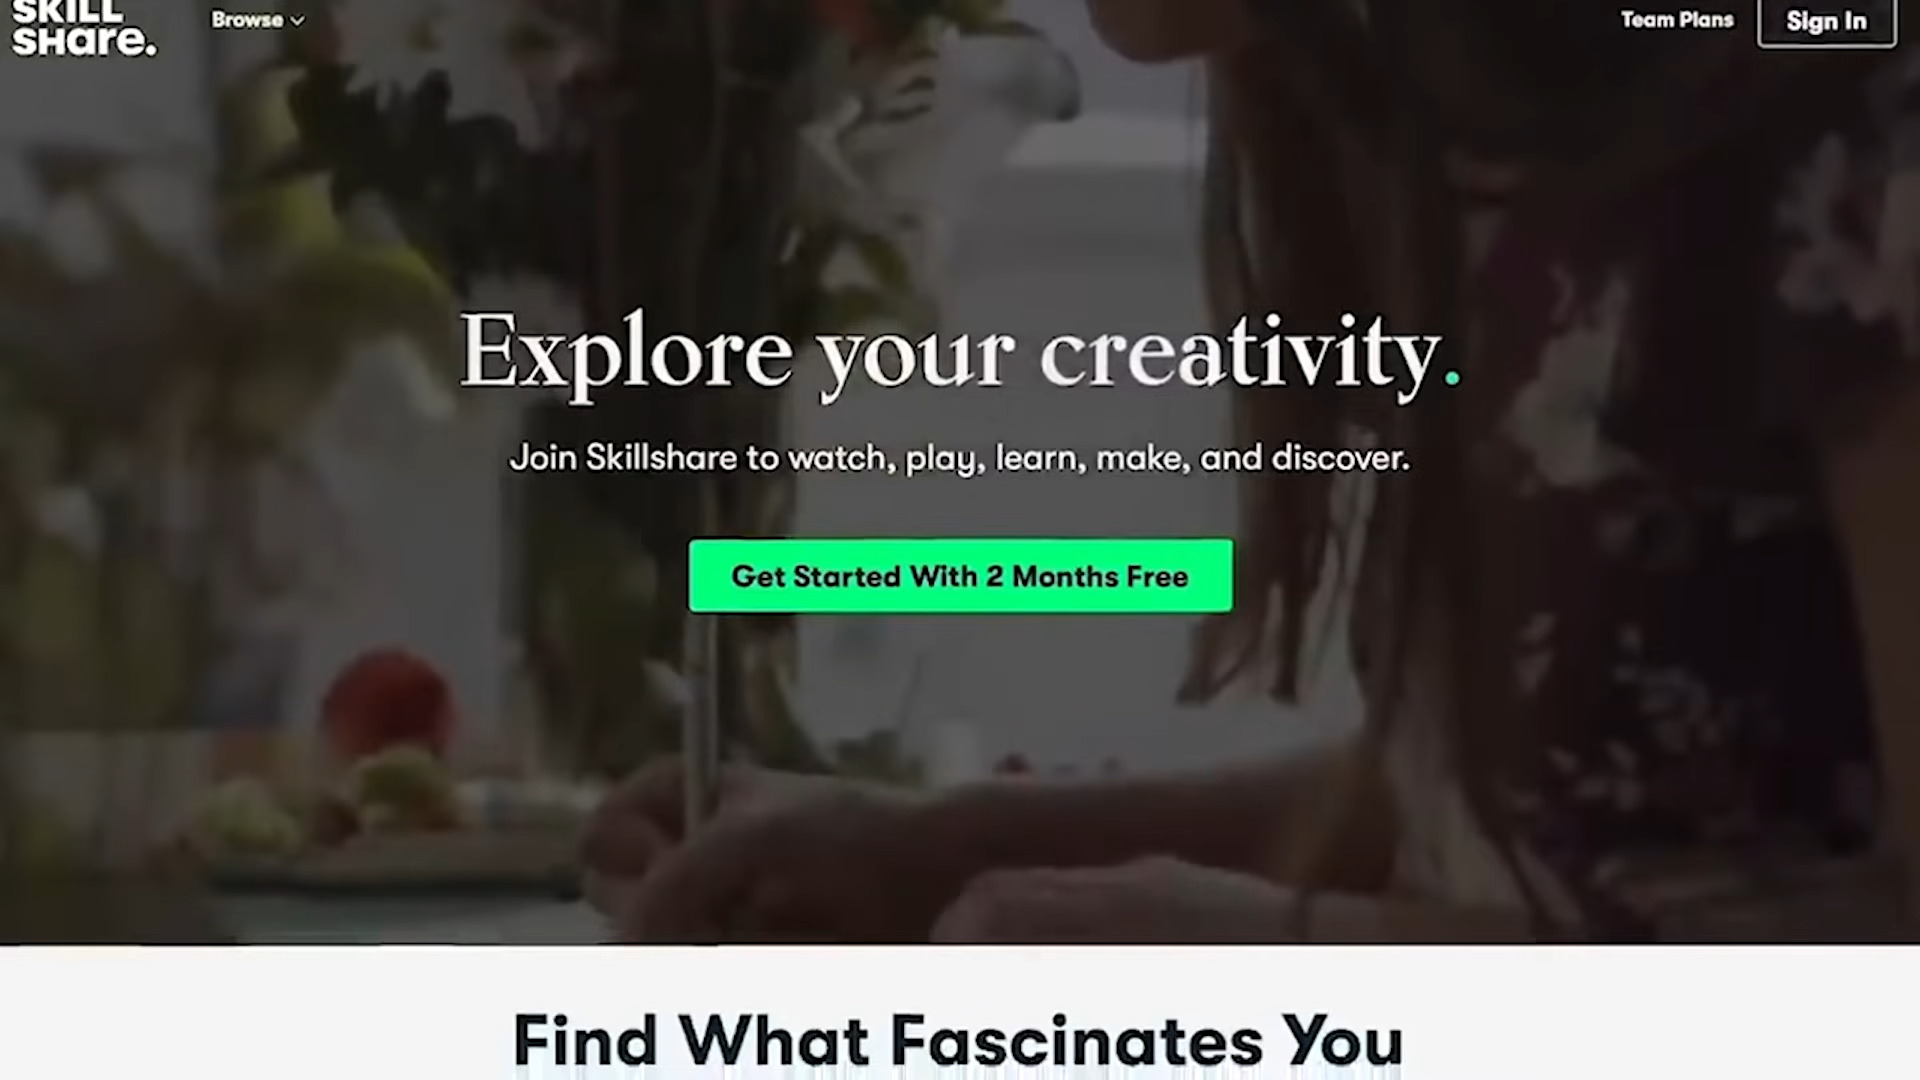 SKILL
SHare.
Browse
Team Plans
Sign In
Explore your creativity.
Join Skillshare to watch, play, learn, make, and discover.
Get Started With 2 Months Free
Find What Fascinates You